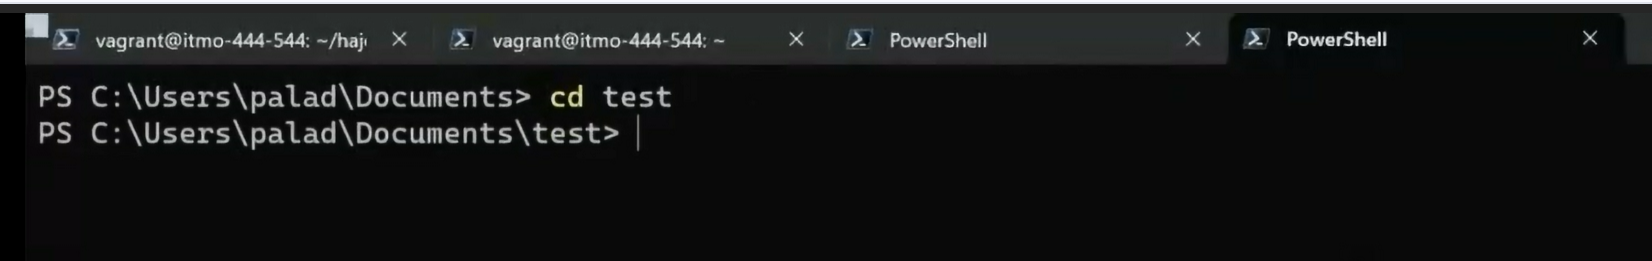 vagrant@itmo-444-544: ~/haj
vagrant@itmo-444-544: ~
PowerShell
PowerShell
PS C:\Users\palad\Documents> cd test
PS C:\Users\palad\Documents\test>